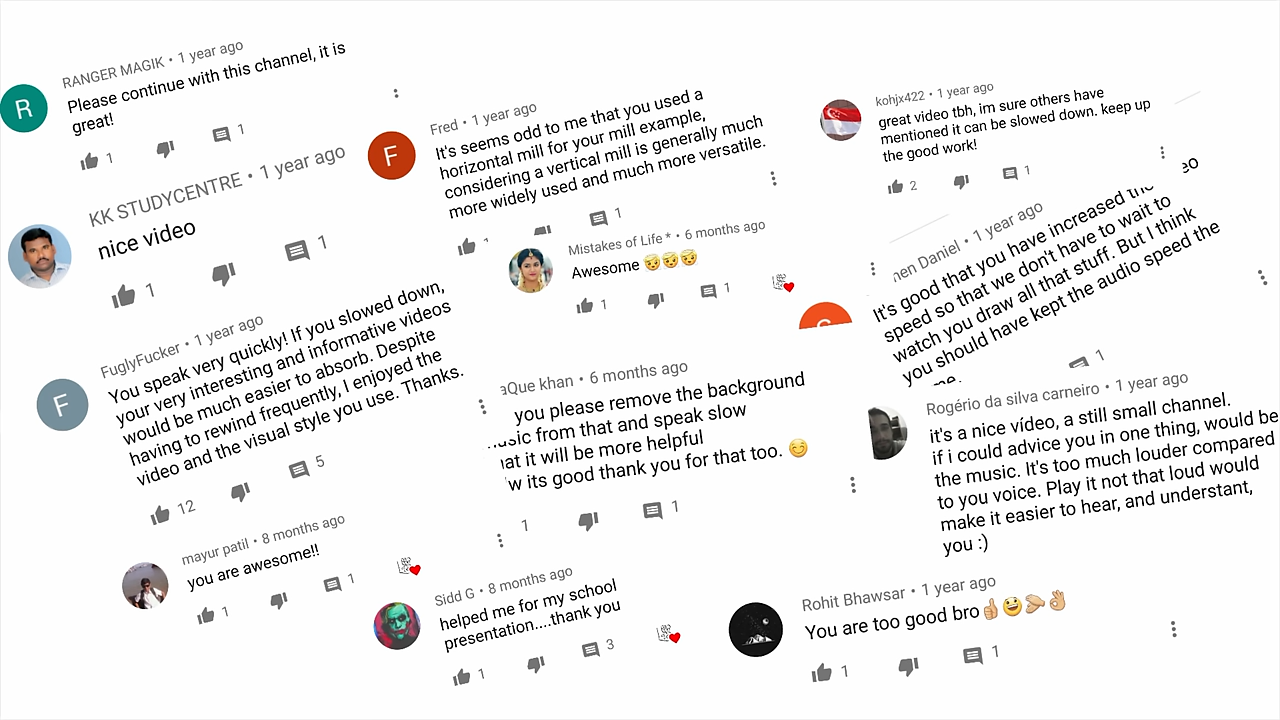 RANGER MAGIK • 1 year ago
Please continue with this channel, it is
great!
1
1
R
KK STUDYCENTRE • 1 year ago
nice video
1
1
FuglyFucker • 1 year ago
You speak very quickly! If you slowed down,
your very interesting and informative videos
would be much easier to absorb. Despite
having to rewind frequently, I enjoyed the
video and the visual style you use. Thanks.
F
12
5
mayur patil • 8 months ago
you are awesome!!
1
1
Fred • 1 year ago
It's seems odd to me that you used a
horizontal mill for your mill example,
considering a vertical mill is generally much
more widely used and much more versatile.
F
1
Mistakes of Life * • 6 months ago
Awesome 😇😇😇
1
1
aQue khan • 6 months ago
you please remove the background
from that and speak slow
it will be more helpful
its good thank you for that too. 😊
1
1
Sidd G • 8 months ago
helped me for my school
presentation....thank you
1
3
kohjx422 • 1 year ago
great video tbh, im sure others have
mentioned it can be slowed down. keep up
the good work!
2
1
Daniel • 1 year ago
It's good that you have increased the
speed so that we don't have to wait to
watch you draw all that stuff. But I think
you should have kept the audio speed the
1
Rogério da silva carneiro • 1 year ago
it's a nice vídeo, a still small channel.
if i could advice you in one thing, would be
the music. It's too much louder compared
to you voice. Play it not that loud would
make it easier to hear, and understant,
you :)
Rohit Bhawsar • 1 year ago
You are too good bro👍😄👏👌
1
1